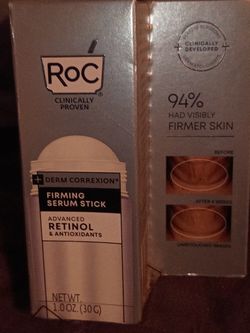 RoC
CLINICALLY
PROVEN
+ DERM CORREXION®
FIRMING
SERUM STICK
ADVANCED
RETINOL
& ANTIOXIDANTS
NET WT.
1.0 OZ. (30 G)
CLINICALLY
DEVELOPED
94%
HAD VISIBLY
FIRMER SKIN
BEFORE
AFTER 4 WEEKS
UNRETOUCHED IMAGES